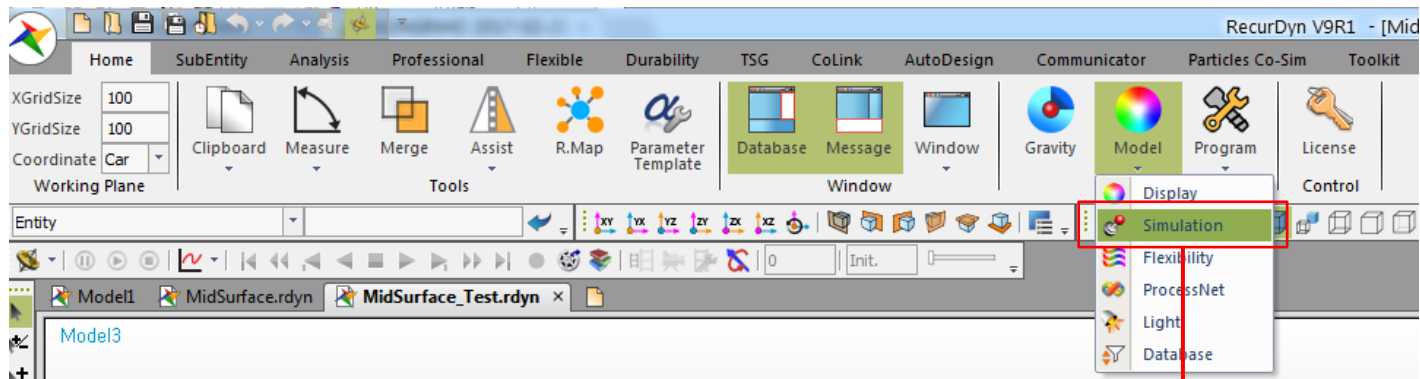 RecurDyn V9R1 - [Mid
Home SubEntity Analysis Professional Flexible Durability TSG CoLink AutoDesign Communicator Particles Co-Sim Toolkit
XGridSize 100
YGridSize 100
Coordinate Car
Working Plane
Clipboard Measure Merge Assist R.Map Parameter Template
Tools
Database Message Window
Window
Gravity Model Program
License
Control
Display
Simulation
Flexibility
ProcessNet
Light
Database
Entity
XY YX YZ ZY ZX XZ
0 Init.
Model1 MidSurface.rdyn MidSurface_Test.rdyn
Model3